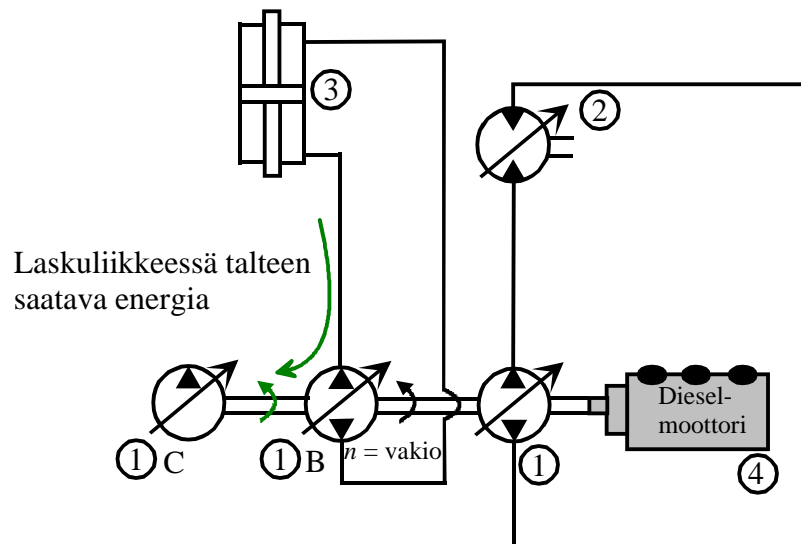 3
2
Laskuliikkeessä talteen
saatava energia
Diesel-
moottori
1 C
1 B
n = vakio
1
4